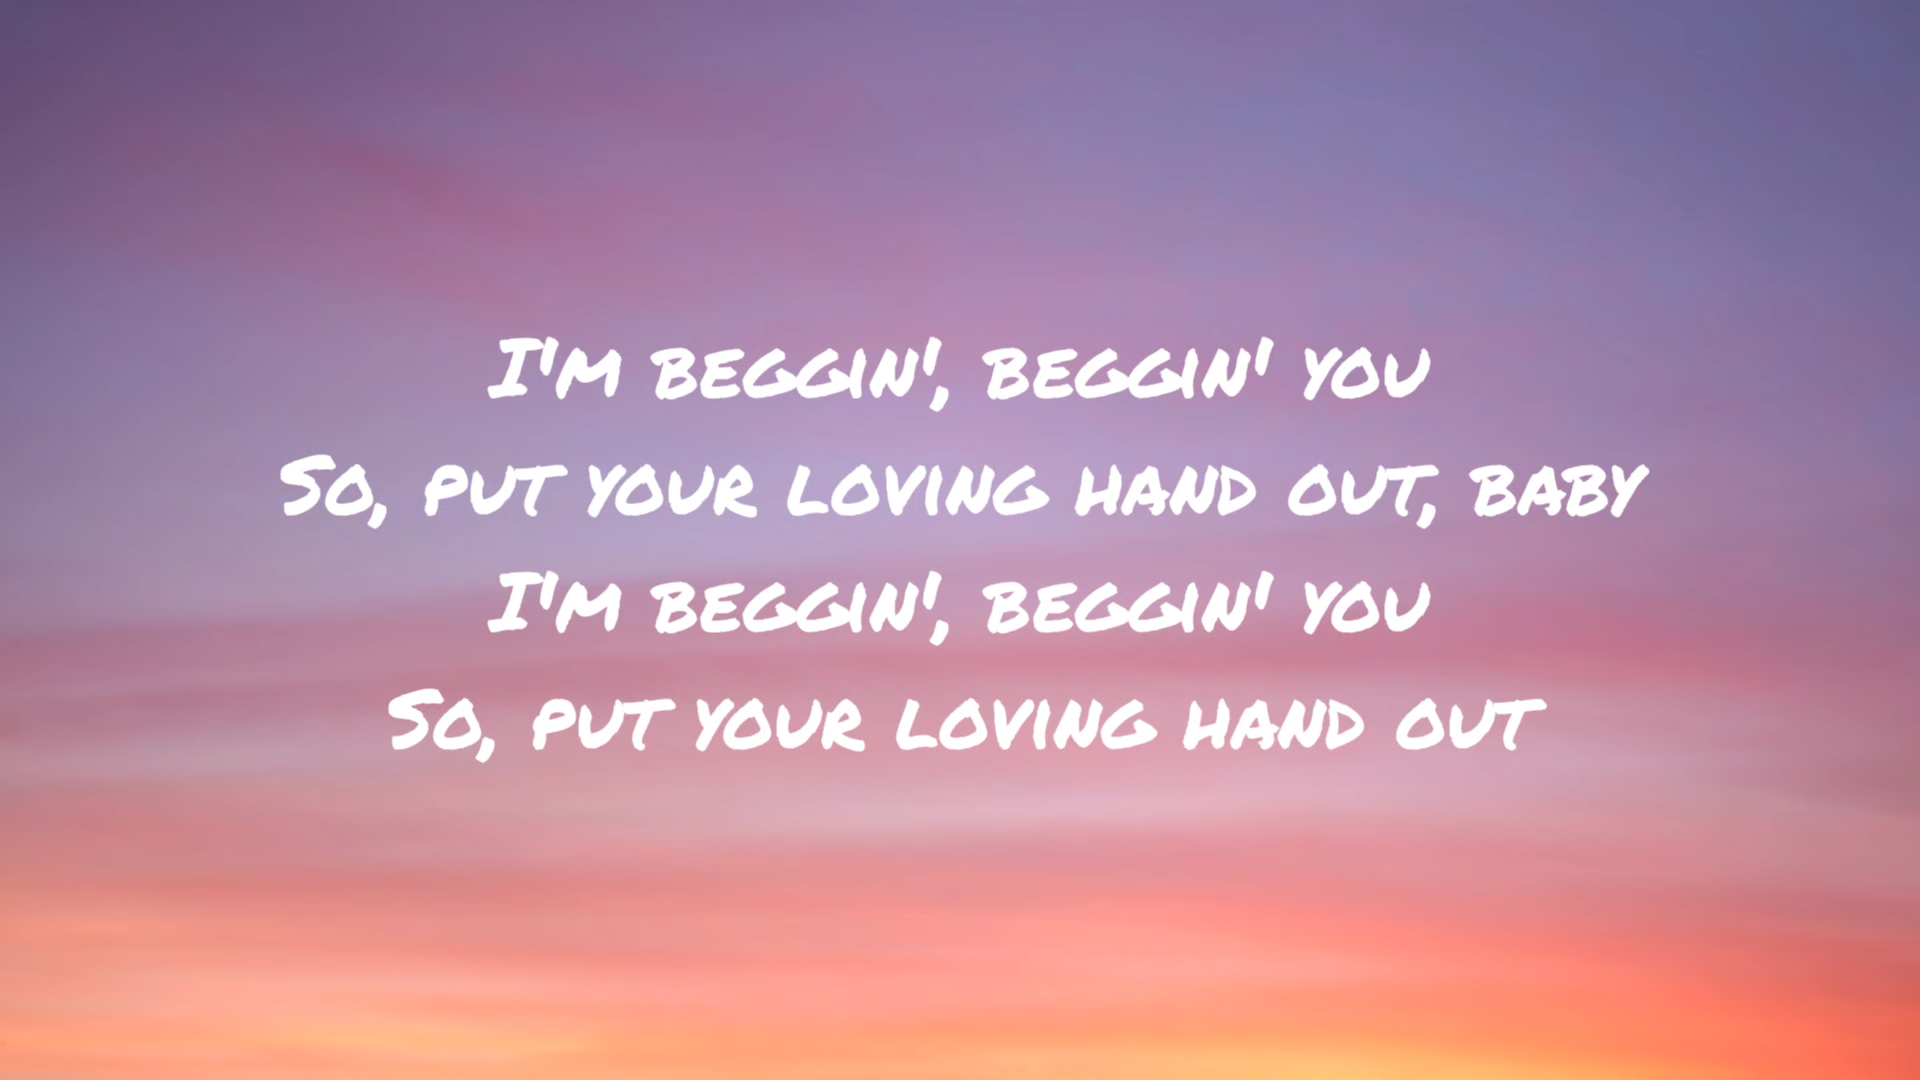 I'm beggin', beggin' you
So, put your loving hand out, baby
I'm beggin', beggin' you
So, put your loving hand out